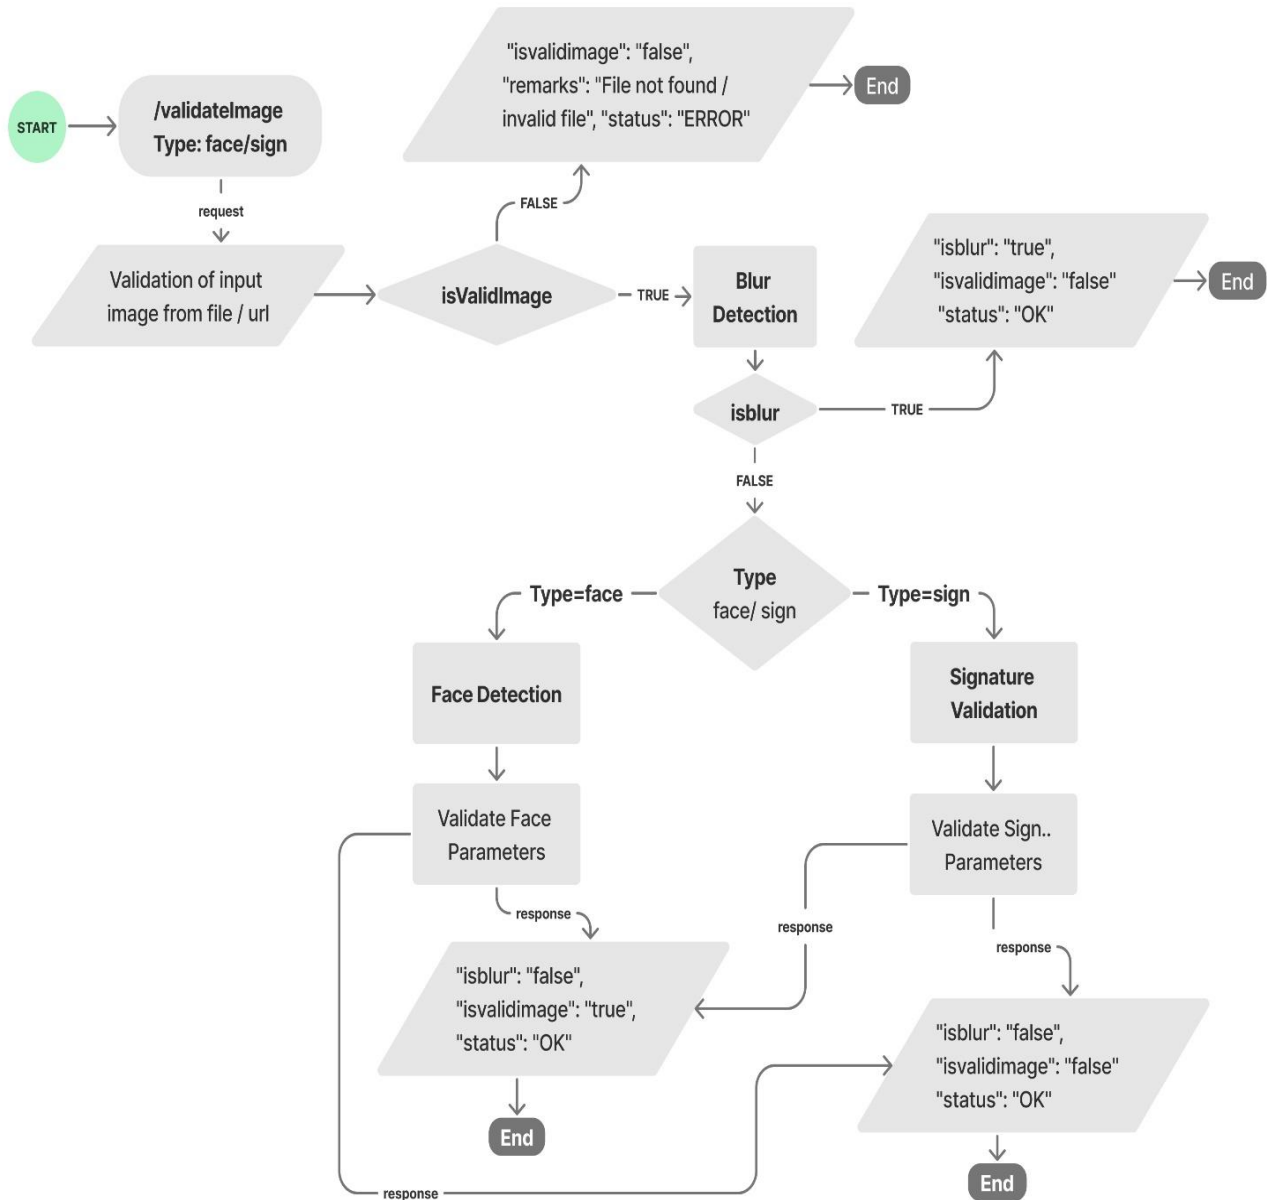 START
/validateImage
Type: face/sign
request
Validation of input
image from file / url
isValidImage
FALSE
"isvalidimage": "false",
"remarks": "File not found /
invalid file", "status": "ERROR"
End
TRUE
Blur
Detection
isblur
TRUE
"isblur": "true",
"isvalidimage": "false"
"status": "OK"
End
FALSE
Type
face/ sign
Type=face
Type=sign
Face Detection
Signature
Validation
Validate Face
Parameters
Validate Sign..
Parameters
response
response
response
"isblur": "false",
"isvalidimage": "true",
"status": "OK"
End
"isblur": "false",
"isvalidimage": "false"
"status": "OK"
End
response